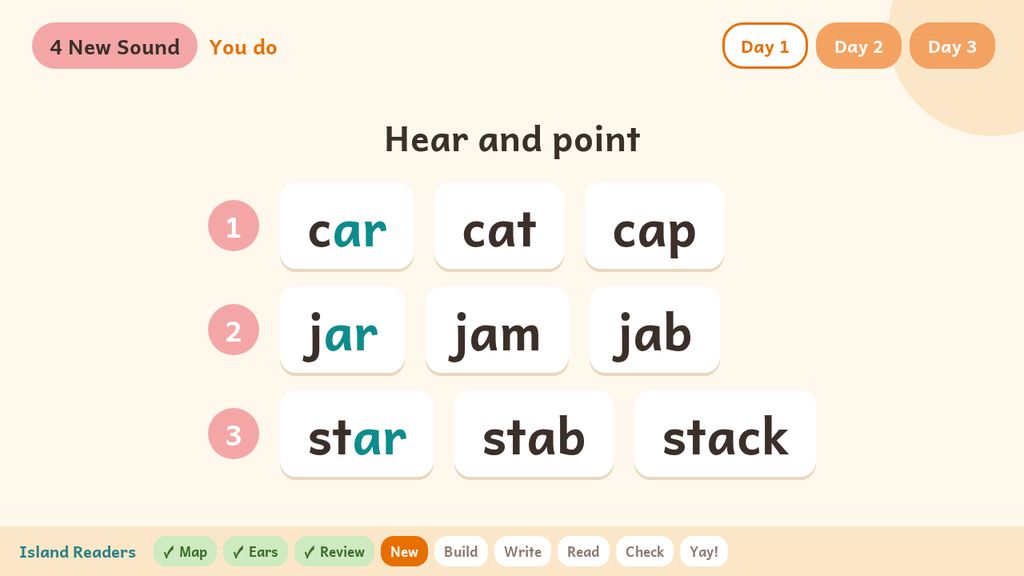 4 New Sound You do Day 1 Day 2 Day 3
Hear and point
1 car cat cap
2 jar jam jab
3 star stab stack
Island Readers ✓ Map ✓ Ears ✓ Review New Build Write Read Check Yay!